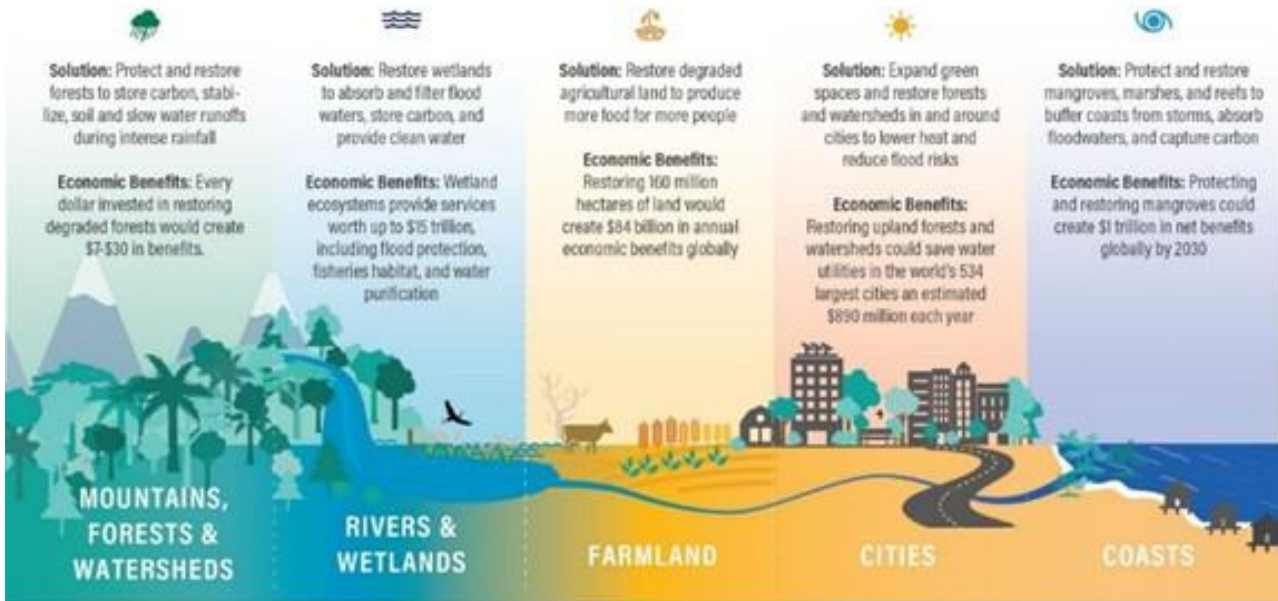 Solution: Protect and restore
forests to store carbon, stabi-
lize, soil and slow water runoffs
during intense rainfall
Economic Benefits: Every
dollar invested in restoring
degraded forests would create
$7-$30 in benefits.
MOUNTAINS,
FORESTS &
WATERSHEDS
Solution: Restore wetlands
to absorb and filter flood
waters, store carbon, and
provide clean water
Economic Benefits: Wetland
ecosystems provide services
worth up to $15 trillion,
including flood protection,
fisheries habitat, and water
purification
RIVERS &
WETLANDS
Solution: Restore degraded
agricultural land to produce
more food for more people
Economic Benefits:
Restoring 160 million
hectares of land would
create $84 billion in annual
economic benefits globally
FARMLAND
Solution: Expand green
spaces and restore forests
and watersheds in and around
cities to lower heat and
reduce flood risks
Economic Benefits:
Restoring upland forests and
watersheds could save water
utilities in the world's 534
largest cities an estimated
$890 million each year
CITIES
Solution: Protect and restore
mangroves, marshes, and reefs to
buffer coasts from storms, absorb
floodwaters, and capture carbon
Economic Benefits: Protecting
and restoring mangroves could
create $1 trillion in net benefits
globally by 2030
COASTS